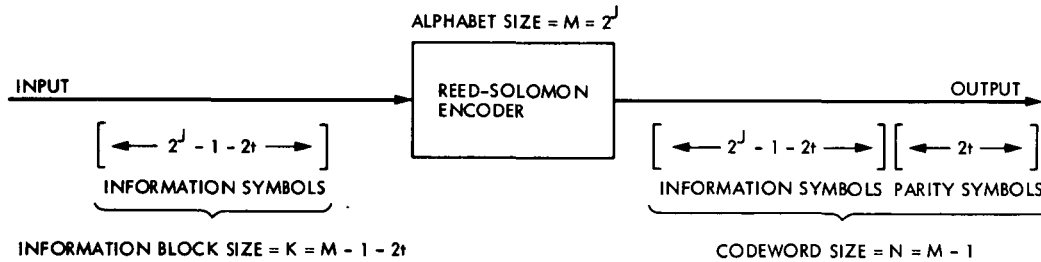 ALPHABET SIZE = M = 2^J
INPUT
REED-SOLOMON
ENCODER
OUTPUT
[ ← 2^J - 1 - 2t → ]
[ ← 2^J - 1 - 2t → ] [ ← 2t → ]
INFORMATION SYMBOLS
INFORMATION SYMBOLS PARITY SYMBOLS
INFORMATION BLOCK SIZE = K = M - 1 - 2t
CODEWORD SIZE = N = M - 1